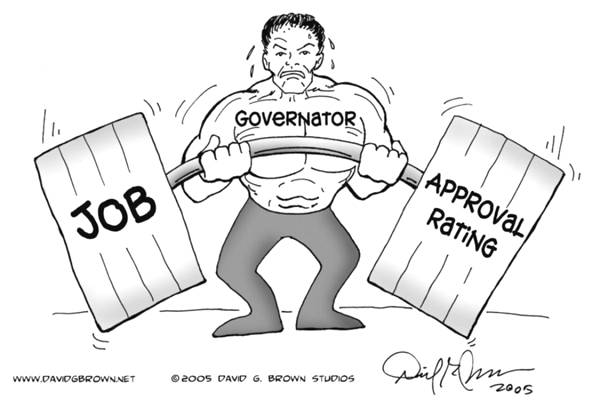 GOVERNATOR
JOB
APPROVAL
RATING
WWW.DAVIDGBROWN.NET
©2005 DAVID G. BROWN STUDIOS
2005